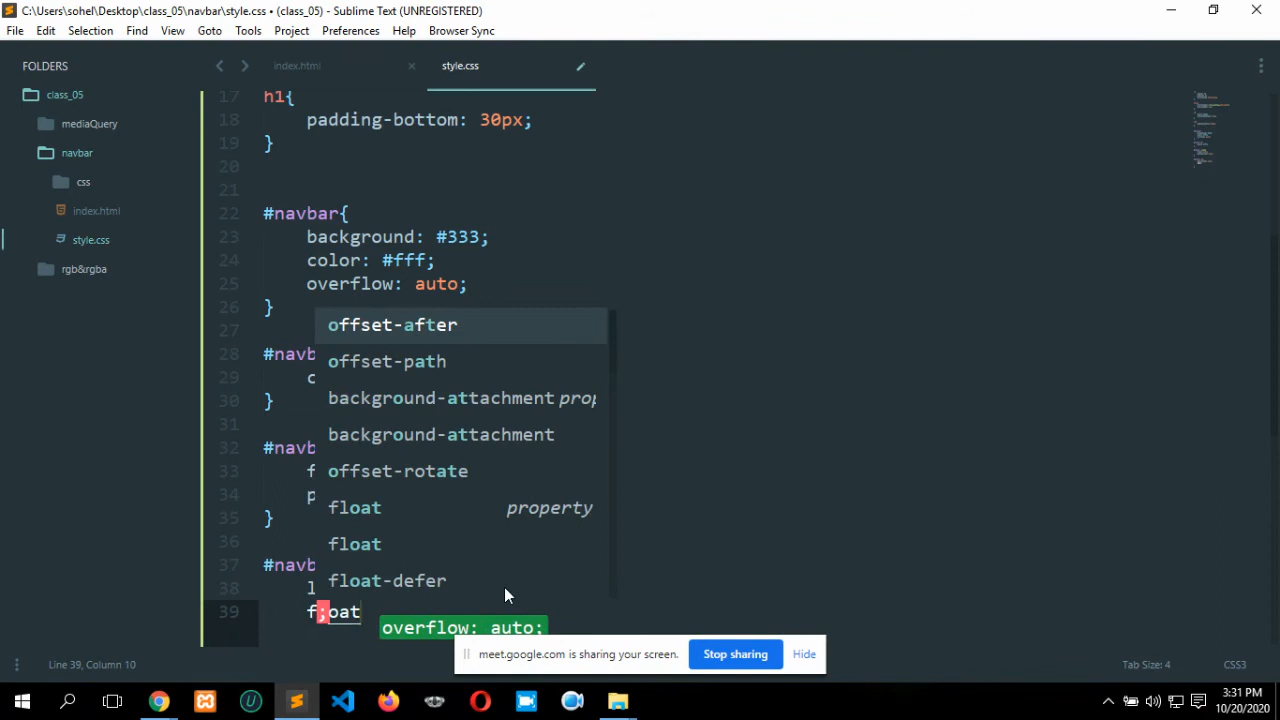 C:\Users\sohel\Desktop\class_05\navbar\style.css • (class_05) - Sublime Text (UNREGISTERED)
File Edit Selection Find View Goto Tools Project Preferences Help Browser Sync
FOLDERS
class_05
mediaQuery
navbar
css
index.html
style.css
rgb&rgba
index.html
style.css
17 h1{
18 padding-bottom: 30px;
19 }
20
21
22 #navbar{
23 background: #333;
24 color: #fff;
25 overflow: auto;
26 }
27
28 #navb
29 c
30 }
31
32 #navb
33 f
34 p
35 }
36
37 #navb
38 l
39 f;oat
offset-after
offset-path
background-attachment prop
background-attachment
offset-rotate
float property
float
float-defer
overflow: auto;
meet.google.com is sharing your screen. Stop sharing Hide
Line 39, Column 10
Tab Size: 4 CSS3
3:31 PM
10/20/2020